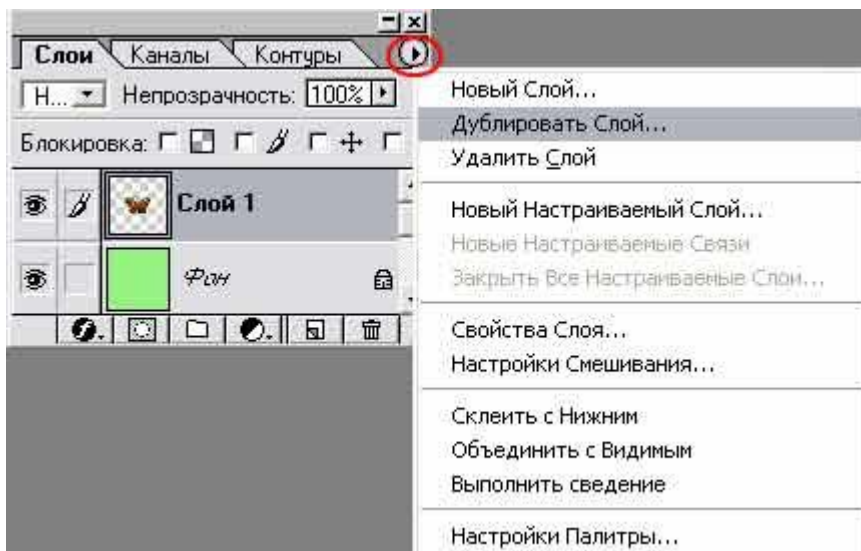 Слои Каналы Контуры
Н... Непрозрачность: 100%
Блокировка:
Слой 1
Фон
Новый Слой...
Дублировать Слой...
Удалить Слой
Новый Настраиваемый Слой...
Новые Настраиваемые Связи
Закрыть Все Настраиваемые Слои...
Свойства Слоя...
Настройки Смешивания...
Склеить с Нижним
Объединить с Видимым
Выполнить сведение
Настройки Палитры...